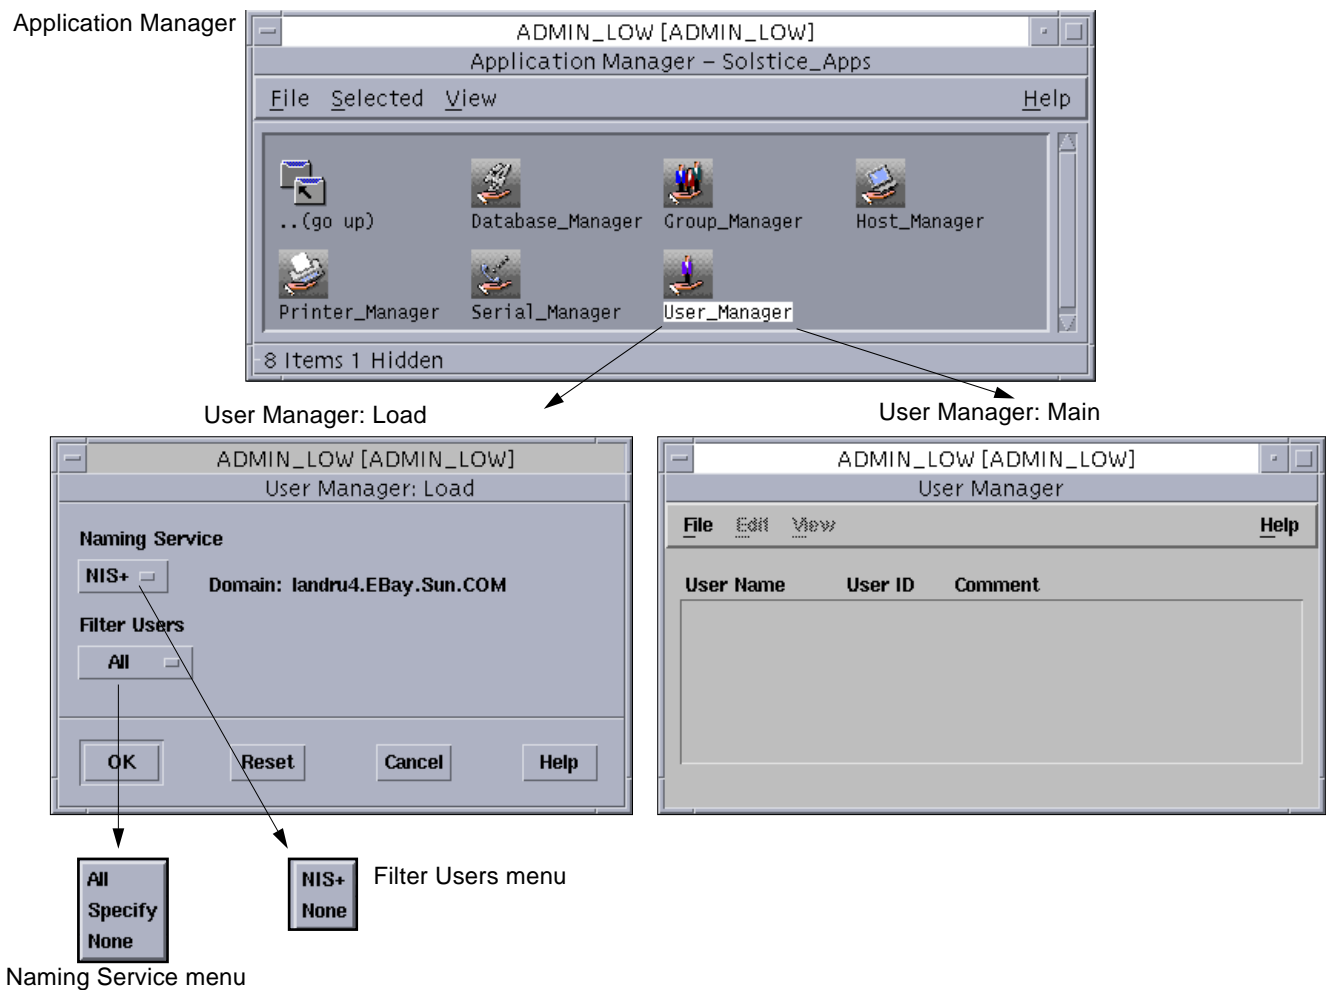 Application Manager
ADMIN_LOW [ADMIN_LOW]
Application Manager – Solstice_Apps
File Selected View Help
..(go up) Database_Manager Group_Manager Host_Manager
Printer_Manager Serial_Manager User_Manager
8 Items 1 Hidden
User Manager: Load
User Manager: Main
ADMIN_LOW [ADMIN_LOW]
User Manager: Load
Naming Service
NIS+ Domain: landru4.EBay.Sun.COM
Filter Users
All
OK Reset Cancel Help
ADMIN_LOW [ADMIN_LOW]
User Manager
File Edit View Help
User Name User ID Comment
All
Specify
None
Naming Service menu
NIS+
None
Filter Users menu